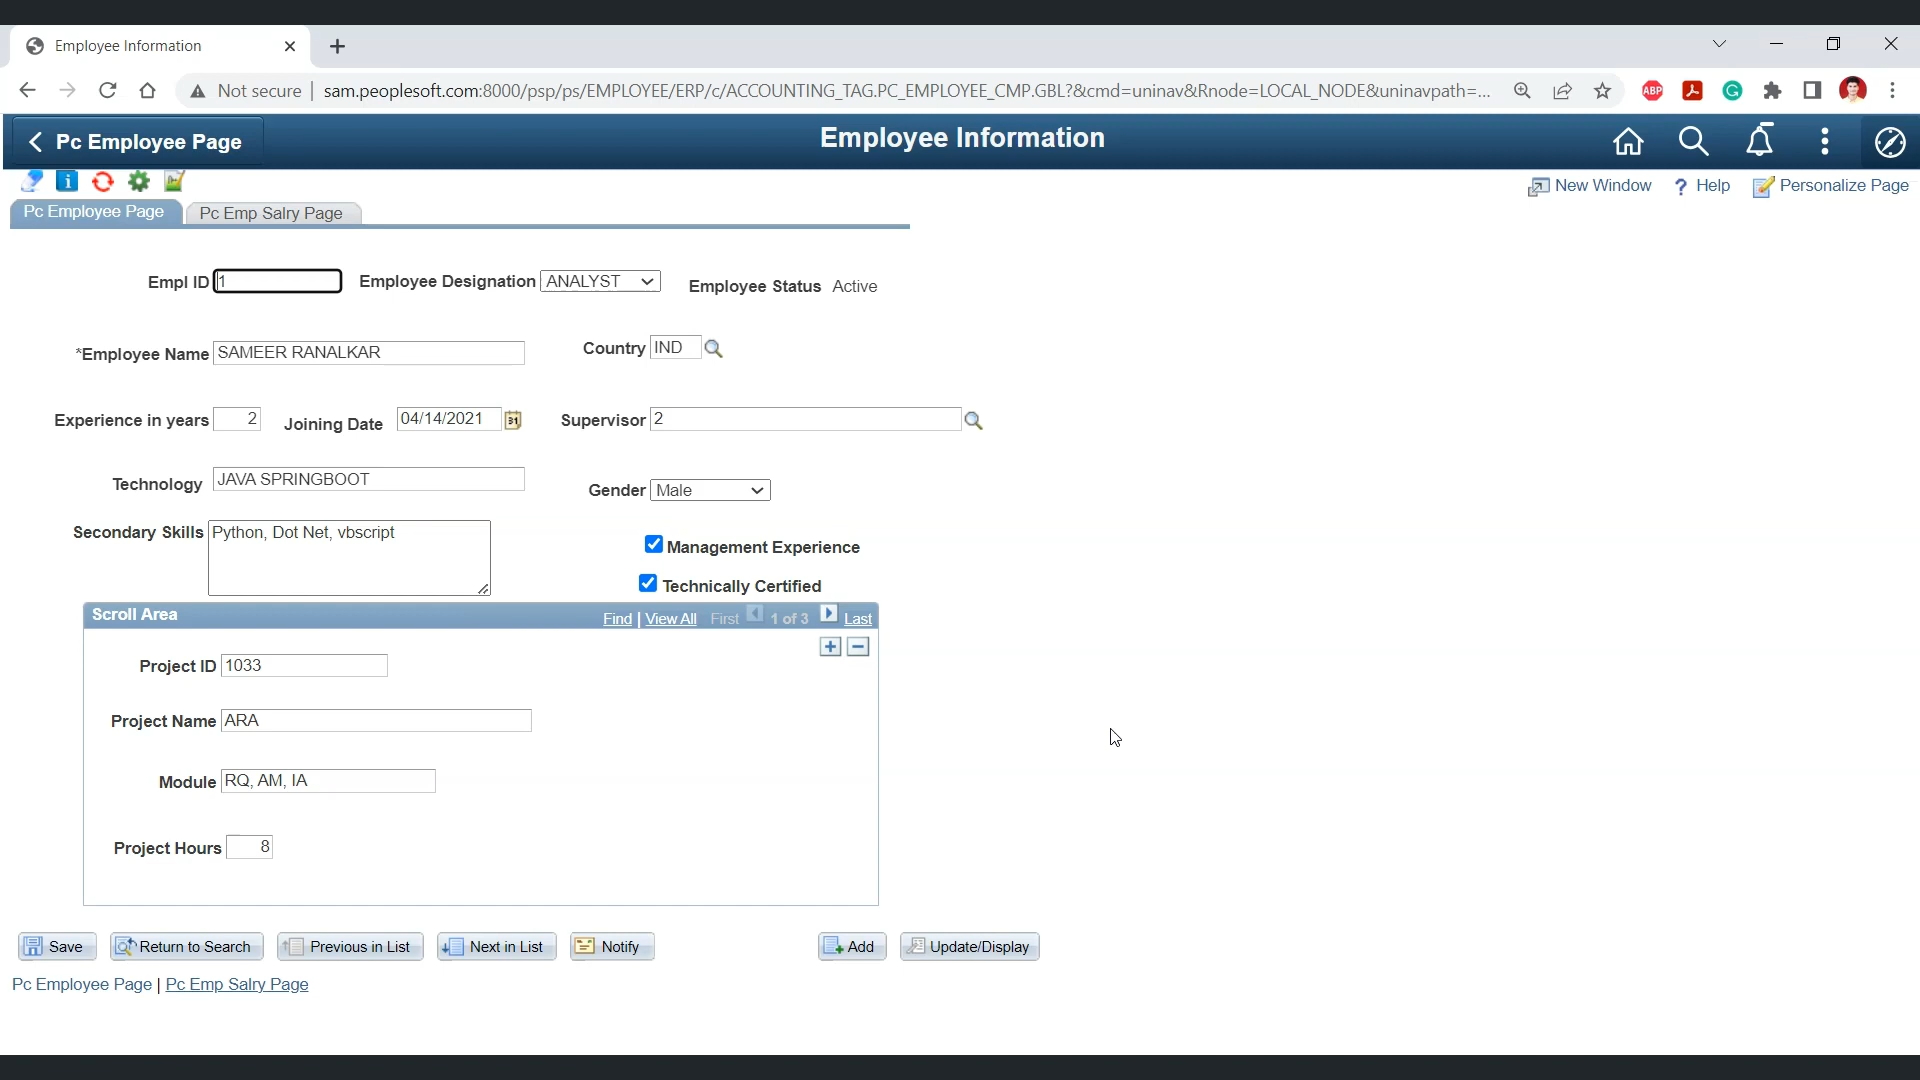 Employee Information
Not secure | sam.peoplesoft.com:8000/psp/ps/EMPLOYEE/ERP/c/ACCOUNTING_TAG.PC_EMPLOYEE_CMP.GBL?&cmd=uninav&Rnode=LOCAL_NODE&uninavpath=...
ABP
Pc Employee Page
Employee Information
New Window ? Help Personalize Page
Pc Employee Page Pc Emp Salry Page
Empl ID 1 Employee Designation ANALYST Employee Status Active
*Employee Name SAMEER RANALKAR Country IND
Experience in years 2 Joining Date 04/14/2021 31 Supervisor 2
Technology JAVA SPRINGBOOT Gender Male
Secondary Skills Python, Dot Net, vbscript
Management Experience
Technically Certified
Scroll Area Find | View All First 1 of 3 Last
Project ID 1033
Project Name ARA
Module RQ, AM, IA
Project Hours 8
Save Return to Search Previous in List Next in List Notify Add Update/Display
Pc Employee Page | Pc Emp Salry Page